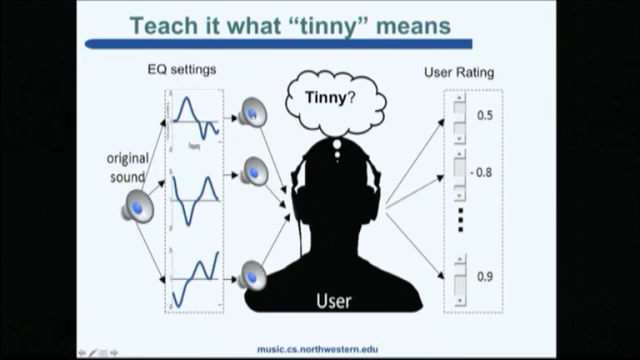 Teach it what “tinny” means
EQ settings
User Rating
Tinny?
original
sound
0.5
- 0.8
0.9
User
music.cs.northwestern.edu